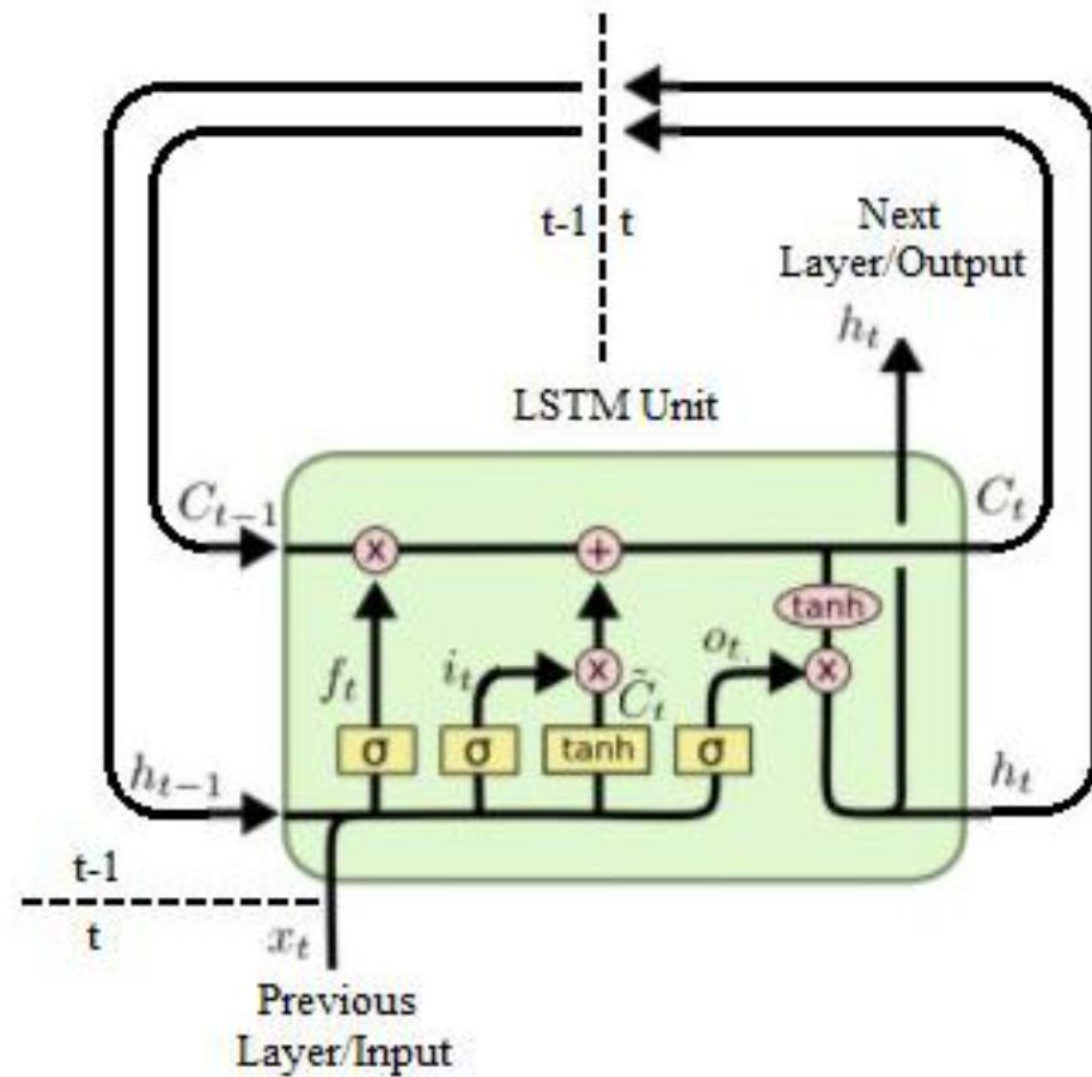 t-1 t
Next
Layer/Output
h_t
LSTM Unit
C_{t-1}
C_t
x
+
tanh
o_t.
f_t
i_t
x
x
C̃_t
σ
σ
tanh
σ
h_{t-1}
h_t
t-1
t
x_t
Previous
Layer/Input